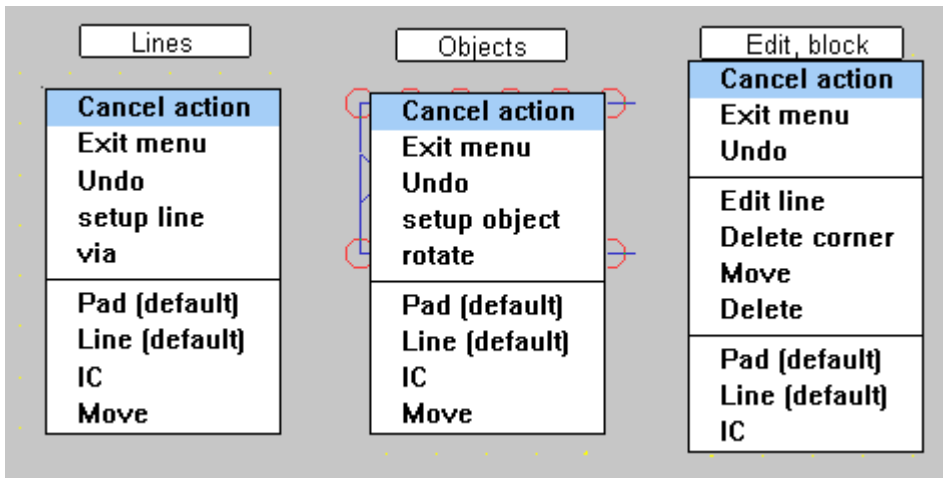 Lines
Cancel action
Exit menu
Undo
setup line
via
Pad (default)
Line (default)
IC
Move
Objects
Cancel action
Exit menu
Undo
setup object
rotate
Pad (default)
Line (default)
IC
Move
Edit, block
Cancel action
Exit menu
Undo
Edit line
Delete corner
Move
Delete
Pad (default)
Line (default)
IC